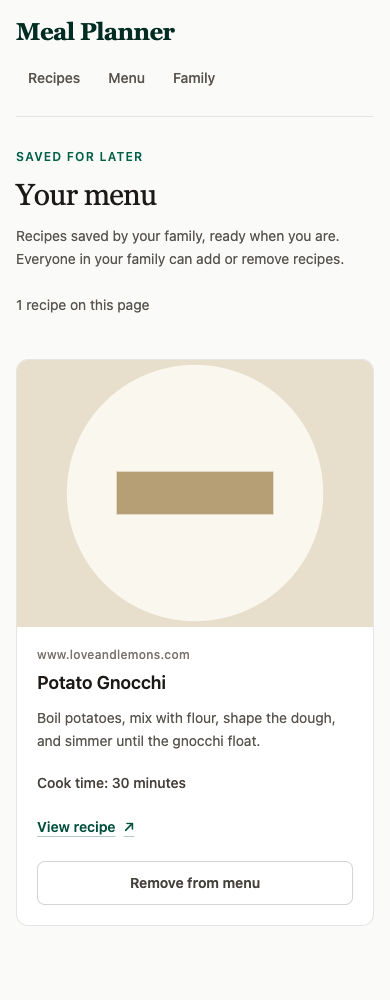 Meal Planner
Recipes Menu Family
SAVED FOR LATER
Your menu
Recipes saved by your family, ready when you are.
Everyone in your family can add or remove recipes.
1 recipe on this page
www.loveandlemons.com
Potato Gnocchi
Boil potatoes, mix with flour, shape the dough,
and simmer until the gnocchi float.
Cook time: 30 minutes
View recipe ↗
Remove from menu